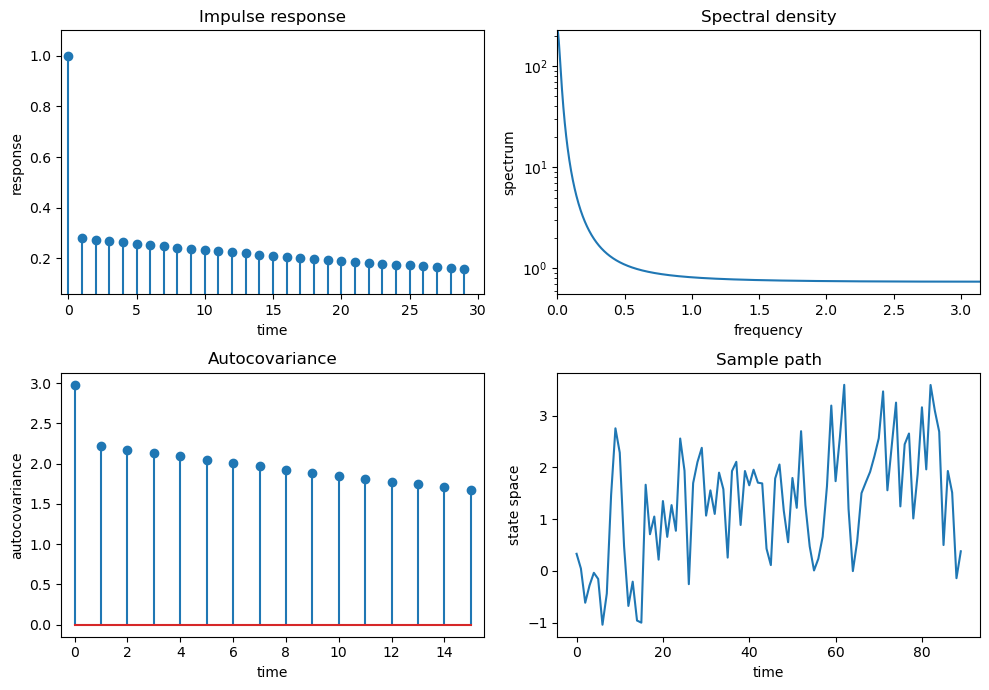 Impulse response
1.0
0.8
0.6
0.4
0.2
response
0 5 10 15 20 25 30
time
Spectral density
10²
10¹
10⁰
spectrum
0.0 0.5 1.0 1.5 2.0 2.5 3.0
frequency
Autocovariance
3.0
2.5
2.0
1.5
1.0
0.5
0.0
autocovariance
0 2 4 6 8 10 12 14
time
Sample path
3
2
1
0
−1
state space
0 20 40 60 80
time